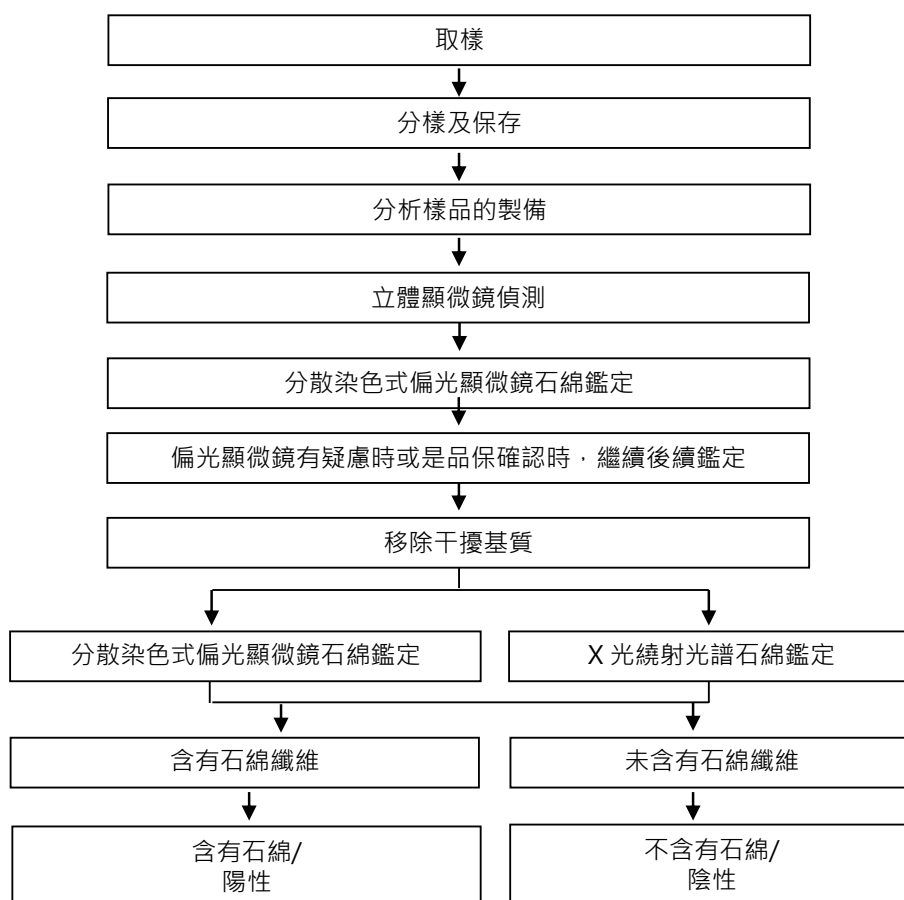 取樣
分樣及保存
分析樣品的製備
立體顯微鏡偵測
分散染色式偏光顯微鏡石綿鑑定
偏光顯微鏡有疑慮時或是品保確認時，繼續後續鑑定
移除干擾基質
分散染色式偏光顯微鏡石綿鑑定
X 光繞射光譜石綿鑑定
含有石綿纖維
未含有石綿纖維
含有石綿/
陽性
不含有石綿/
陰性